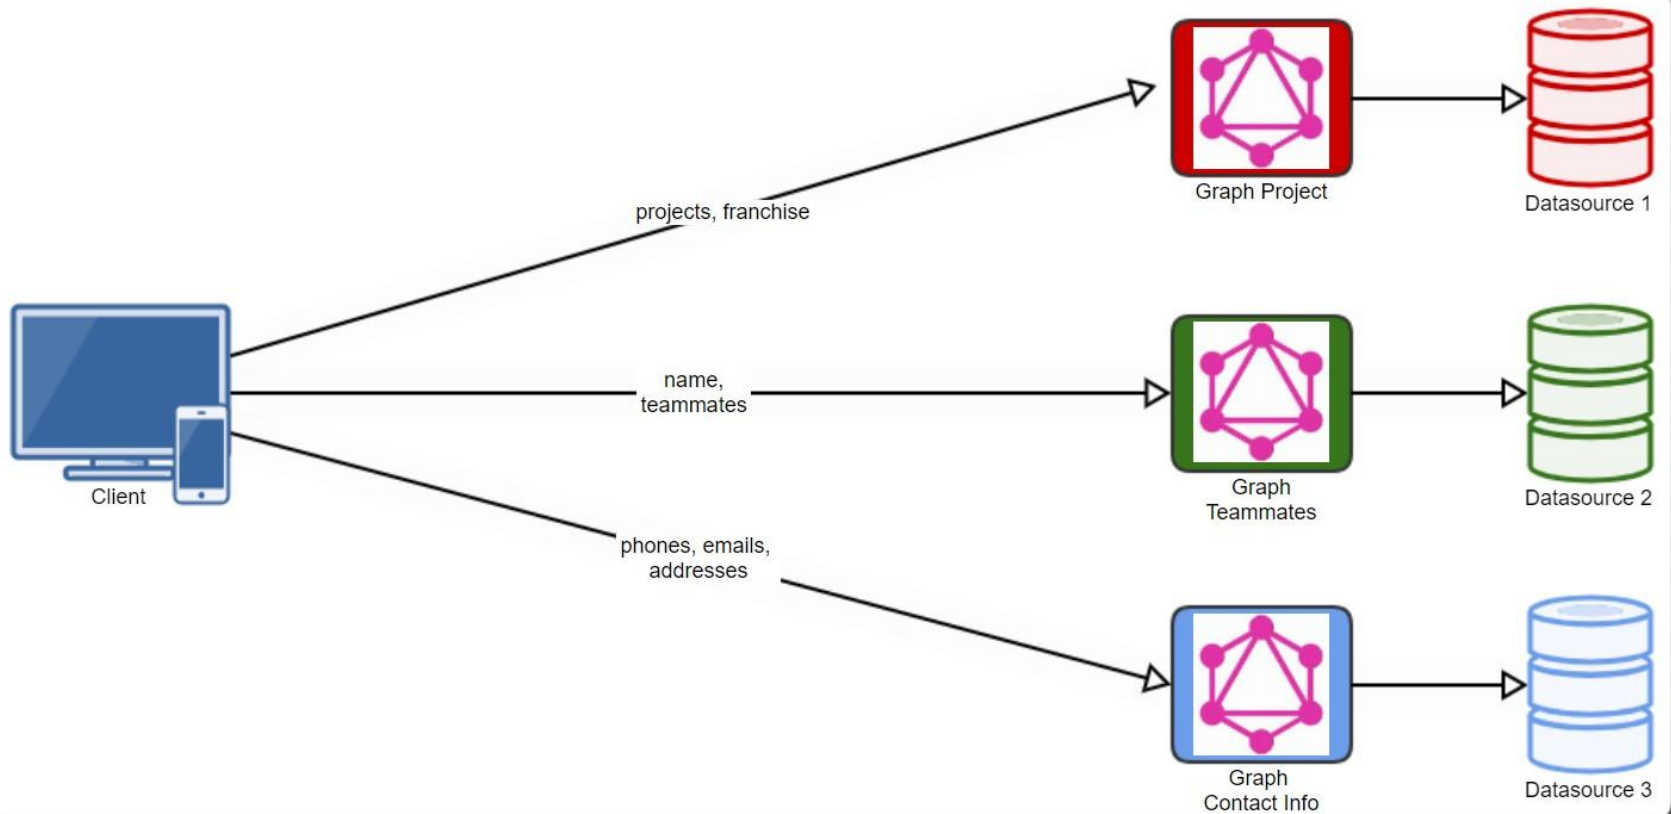 projects, franchise
Graph Project
Datasource 1
name,
teammates
Client
Graph
Teammates
Datasource 2
phones, emails,
addresses
Graph
Contact Info
Datasource 3